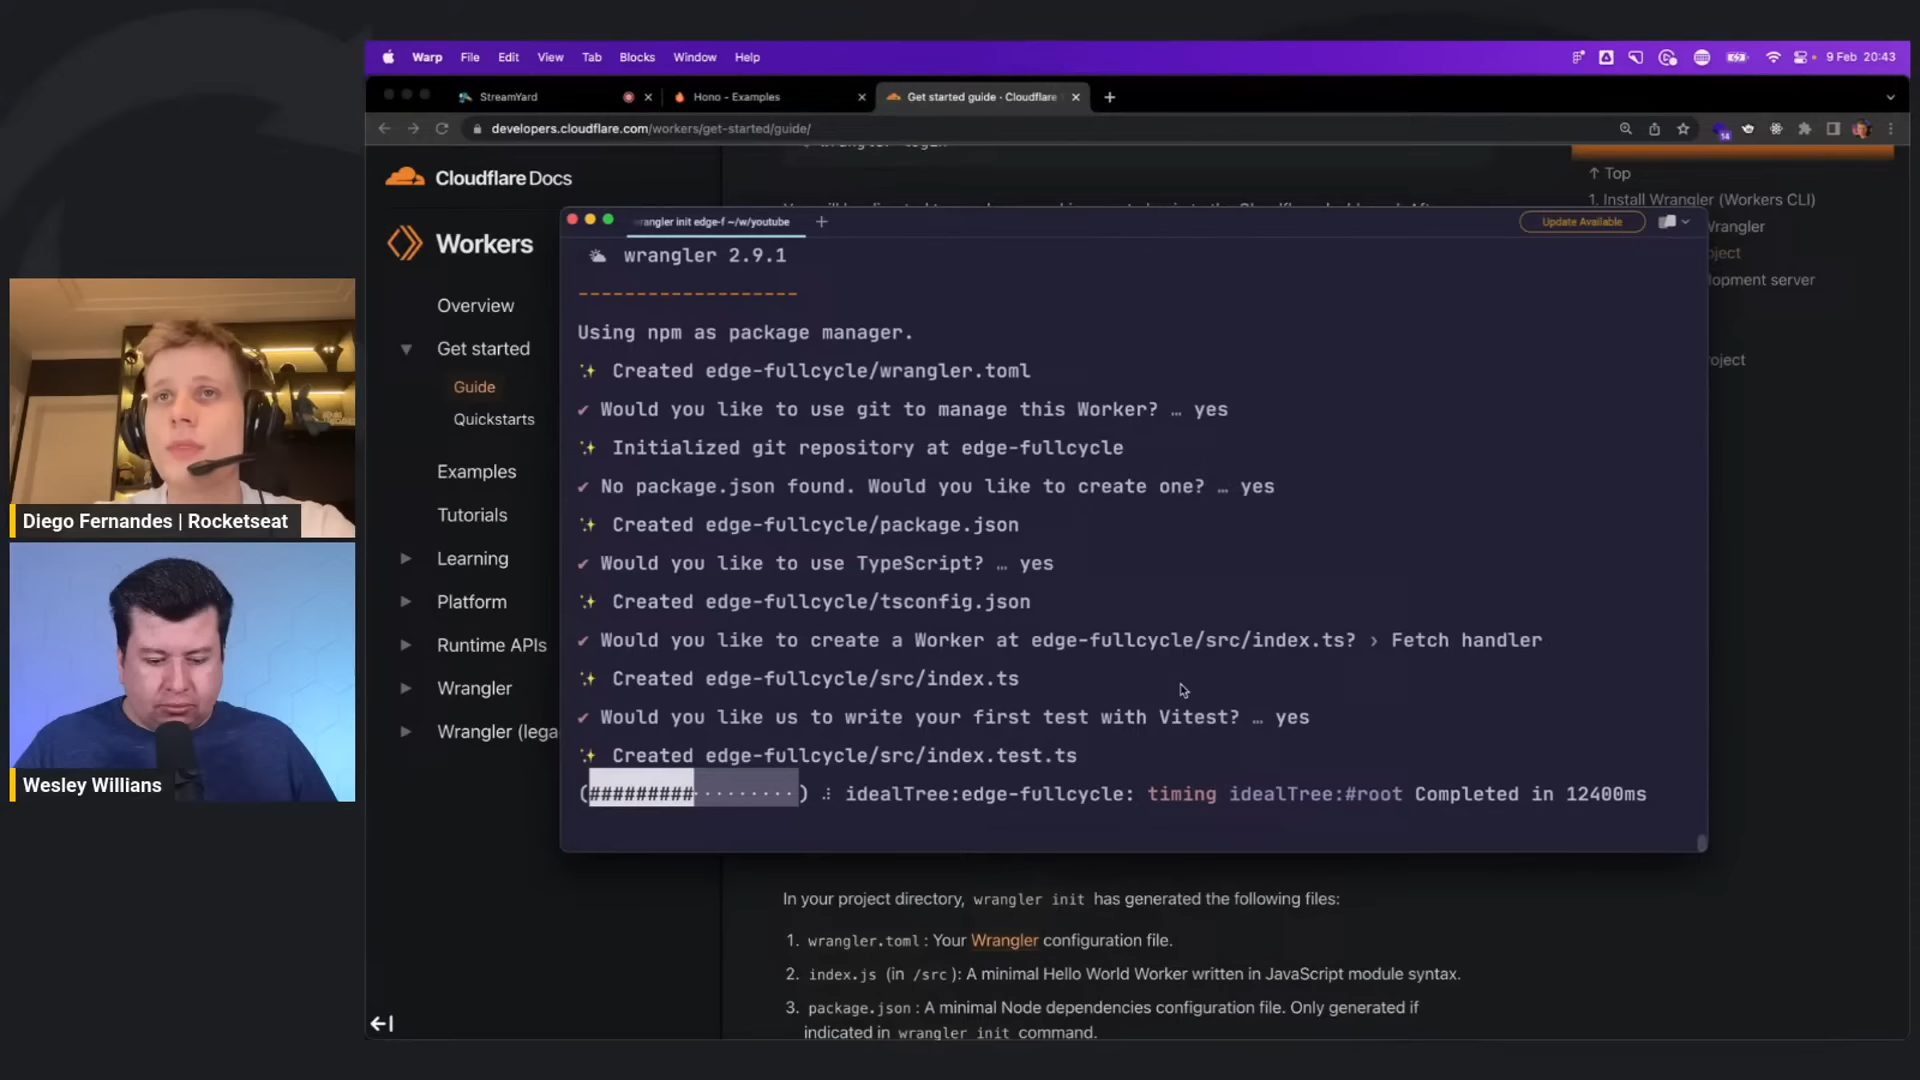 Warp File Edit View Tab Blocks Window Help
9 Feb 20:43
StreamYard
Hono - Examples
Get started guide · Cloudflare
developers.cloudflare.com/workers/get-started/guide/
14
Cloudflare Docs
Workers
Overview
Get started
Guide
Quickstarts
Examples
Tutorials
Learning
Platform
Runtime APIs
Wrangler
Wrangler (lega
↑ Top
1. Install Wrangler (Workers CLI)
Wrangler
oject
lopment server
roject
wrangler init edge-f ~/w/youtube
Update Available
wrangler 2.9.1
------------------
Using npm as package manager.
✨ Created edge-fullcycle/wrangler.toml
✔ Would you like to use git to manage this Worker? … yes
✨ Initialized git repository at edge-fullcycle
✔ No package.json found. Would you like to create one? … yes
✨ Created edge-fullcycle/package.json
✔ Would you like to use TypeScript? … yes
✨ Created edge-fullcycle/tsconfig.json
✔ Would you like to create a Worker at edge-fullcycle/src/index.ts? › Fetch handler
✨ Created edge-fullcycle/src/index.ts
✔ Would you like us to write your first test with Vitest? … yes
✨ Created edge-fullcycle/src/index.test.ts
(#########·········) ⠼ idealTree:edge-fullcycle: timing idealTree:#root Completed in 12400ms
In your project directory, wrangler init has generated the following files:
1. wrangler.toml : Your Wrangler configuration file.
2. index.js (in /src ): A minimal Hello World Worker written in JavaScript module syntax.
3. package.json : A minimal Node dependencies configuration file. Only generated if
indicated in wrangler init command.
Diego Fernandes | Rocketseat
Wesley Willians